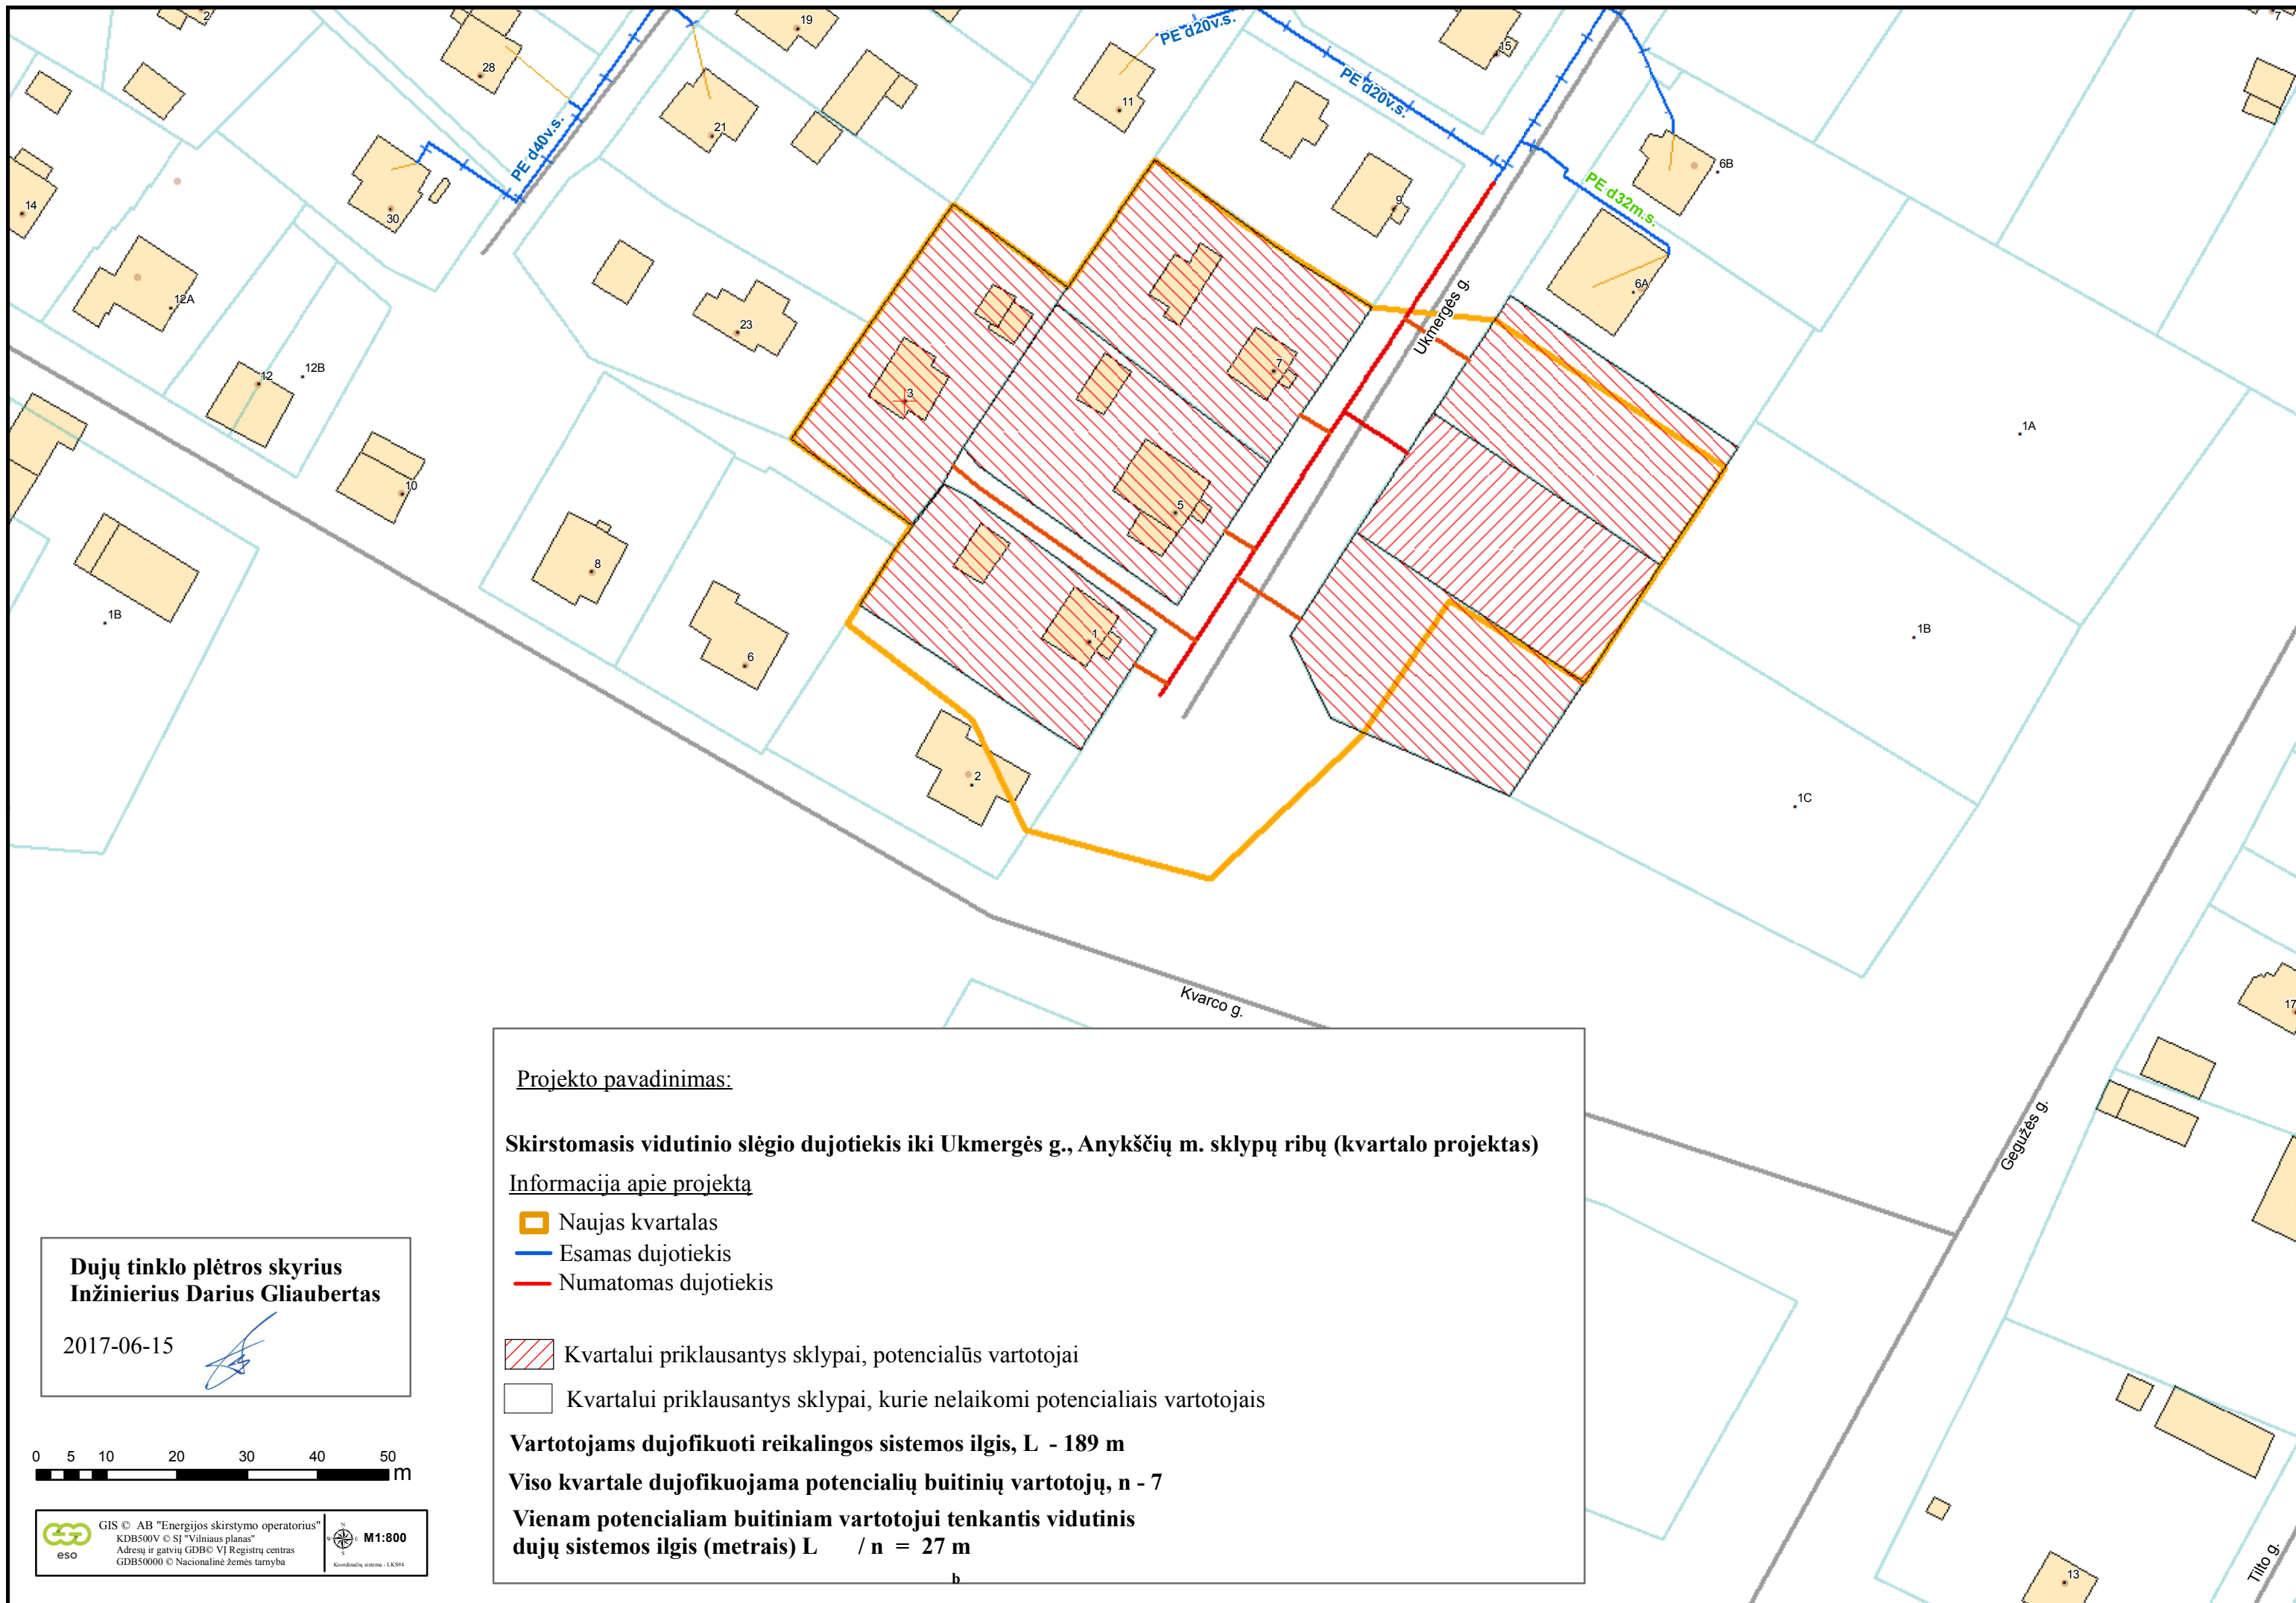 2
19
28
21
PE d40v.s.
30
14
12A
12
12B
23
10
8
6
1B
2
PE d20v.s.
11
PE d20v.s.
15
7
9
6B
PE d32m.s.
6A
Ukmergės g.
3
7
5
1
1A
1B
1C
17
Kvarco g.
Gegužės g.
Tilto g.
13
Projekto pavadinimas:
Skirstomasis vidutinio slėgio dujotiekis iki Ukmergės g., Anykščių m. sklypų ribų (kvartalo projektas)
Informacija apie projektą
Naujas kvartalas
Esamas dujotiekis
Numatomas dujotiekis
Kvartalui priklausantys sklypai, potencialūs vartotojai
Kvartalui priklausantys sklypai, kurie nelaikomi potencialiais vartotojais
Vartotojams dujofikuoti reikalingos sistemos ilgis, L - 189 m
Viso kvartale dujofikuojama potencialių buitinių vartotojų, n - 7
Vienam potencialiam buitiniam vartotojui tenkantis vidutinis
dujų sistemos ilgis (metrais) L / n = 27 m
b
Dujų tinklo plėtros skyrius
Inžinierius Darius Gliaubertas
2017-06-15
0 5 10 20 30 40 50 m
eso
GIS © AB "Energijos skirstymo operatorius"
KDB500V © SĮ "Vilniaus planas"
Adresų ir gatvių GDB© VĮ Registrų centras
GDB50000 © Nacionalinė žemės tarnyba
N
E
S
M1:800
Koordinačių sistema - LKS94